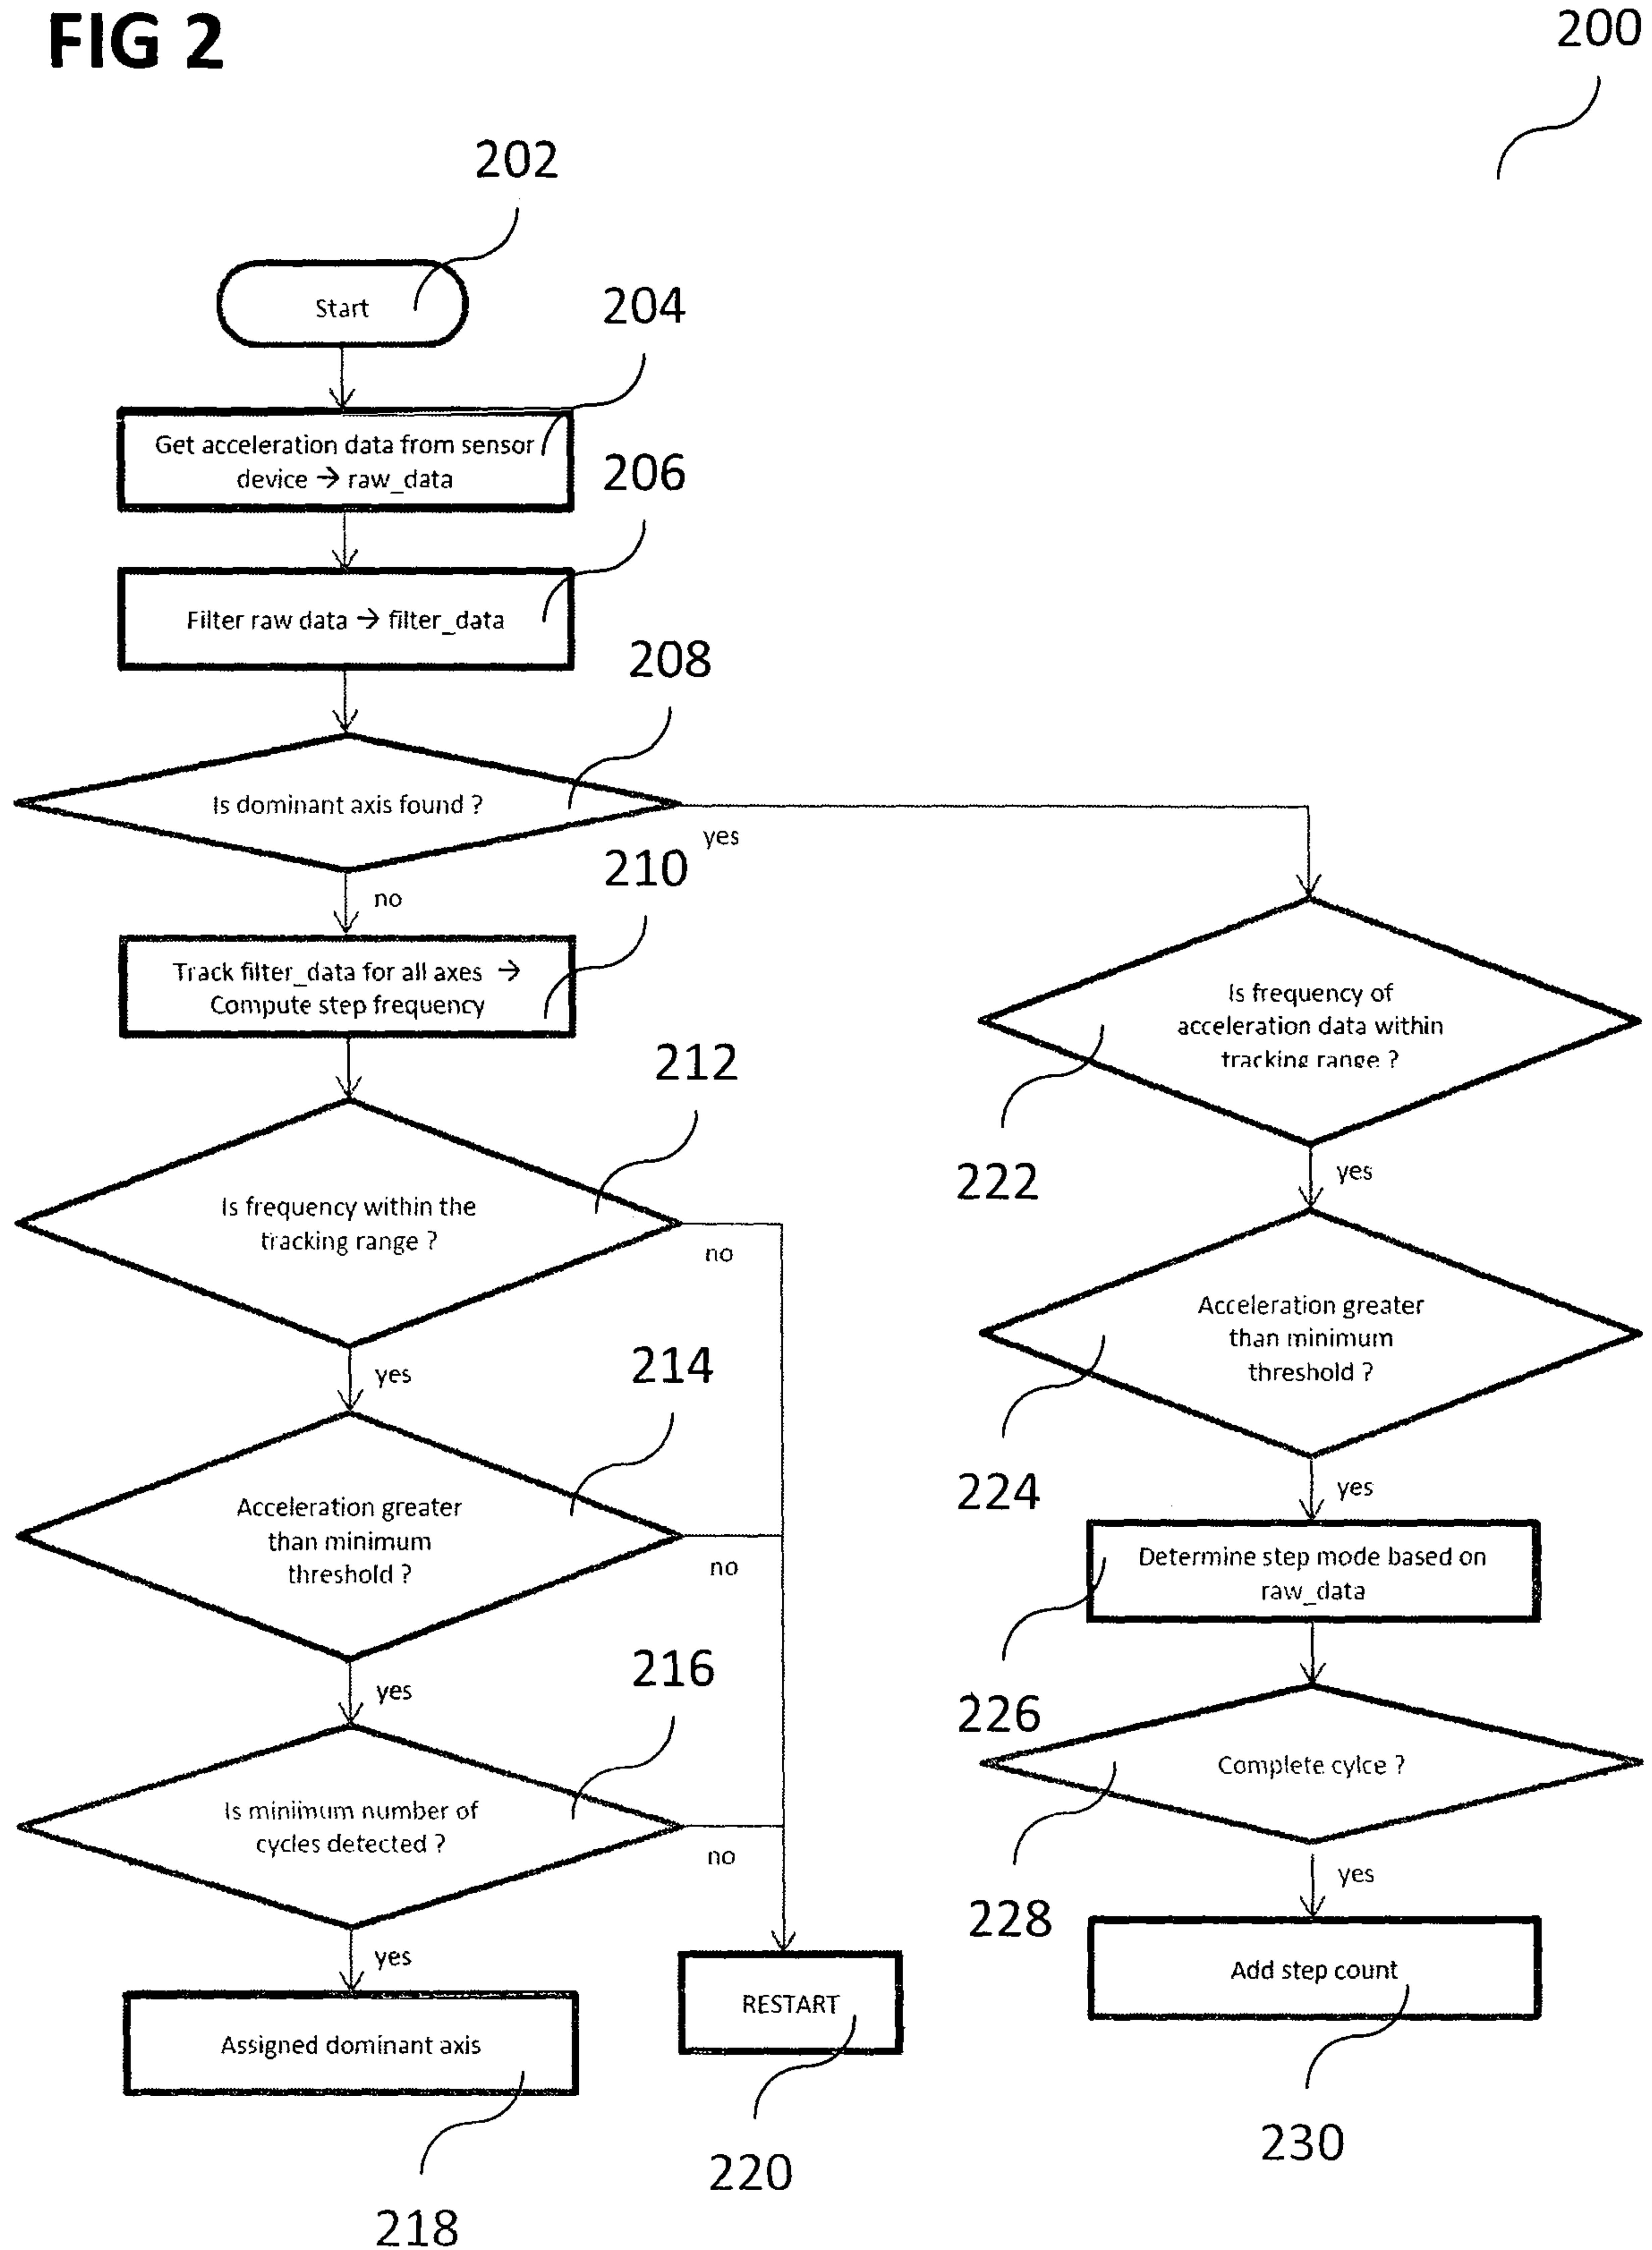 FIG 2
200
202
Start
204
Get acceleration data from sensor
device → raw_data
206
Filter raw data → filter_data
208
Is dominant axis found ?
yes
no
210
Track filter_data for all axes →
Compute step frequency
212
Is frequency within the
tracking range ?
no
yes
214
Acceleration greater
than minimum
threshold ?
no
yes
216
Is minimum number of
cycles detected ?
no
yes
Assigned dominant axis
218
RESTART
220
Is frequency of
acceleration data within
tracking range ?
222
yes
Acceleration greater
than minimum
threshold ?
224
yes
Determine step mode based on
raw_data
226
Complete cylce ?
228
yes
Add step count
230